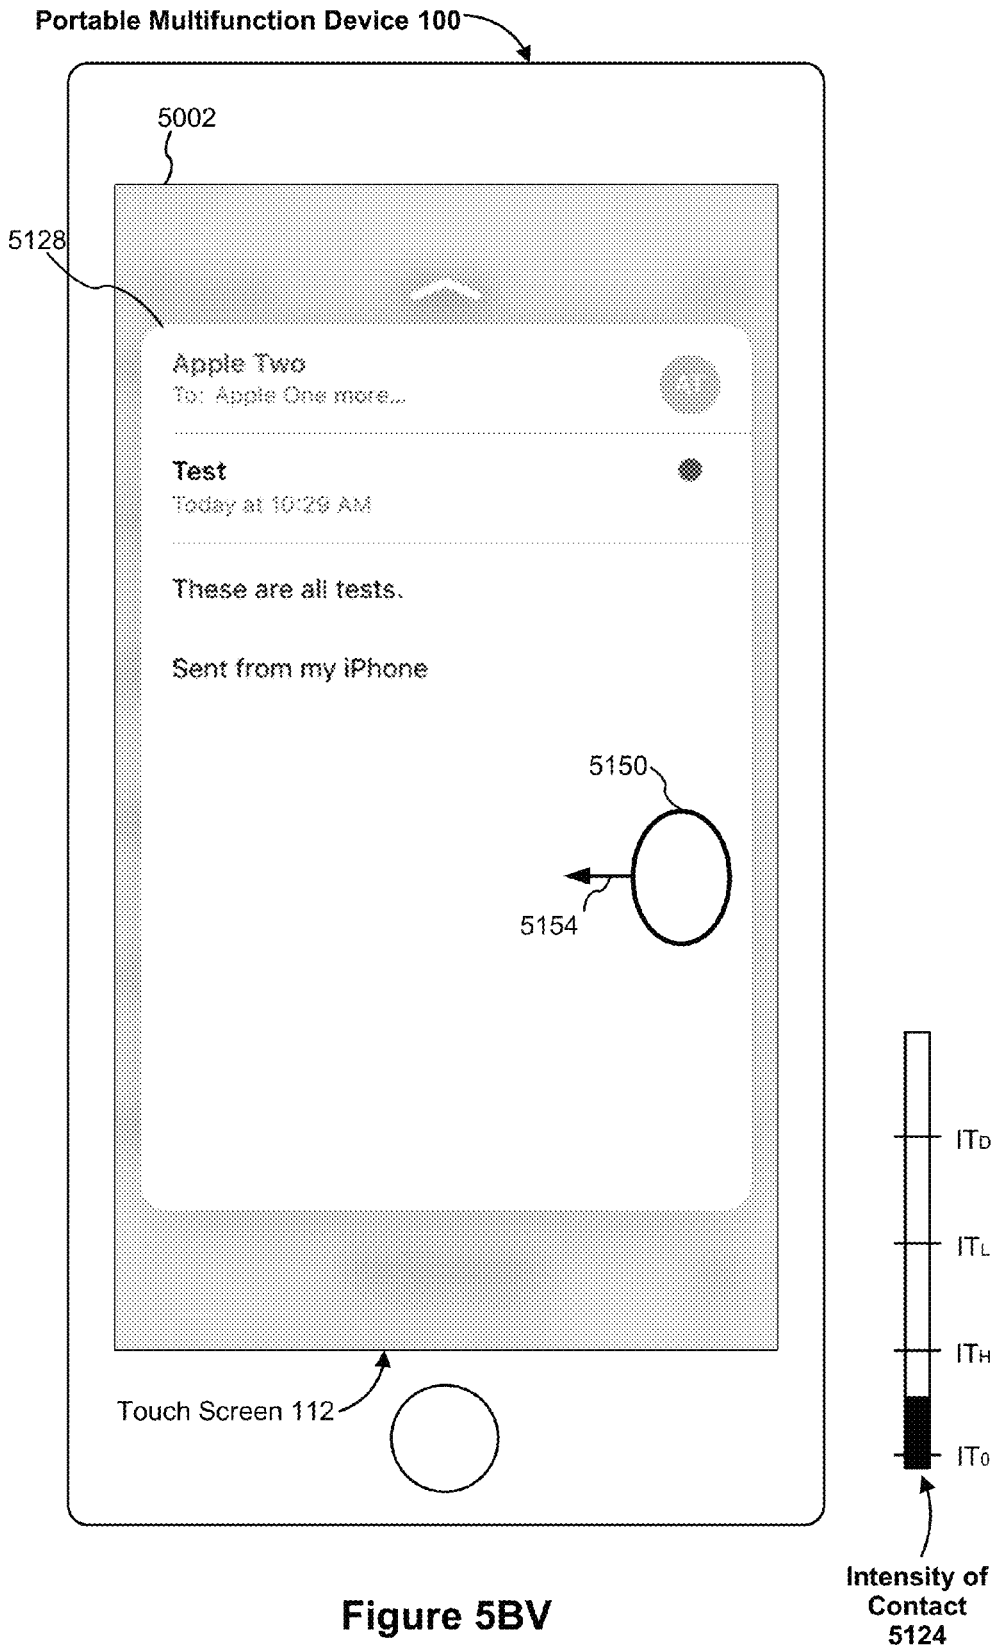 Portable Multifunction Device 100
5002
5128
Apple Two
To: Apple One more...
Test
Today at 10:29 AM
These are all tests.
Sent from my iPhone
5150
5154
ITD
ITL
ITH
IT0
Touch Screen 112
Intensity of
Contact
5124
Figure 5BV